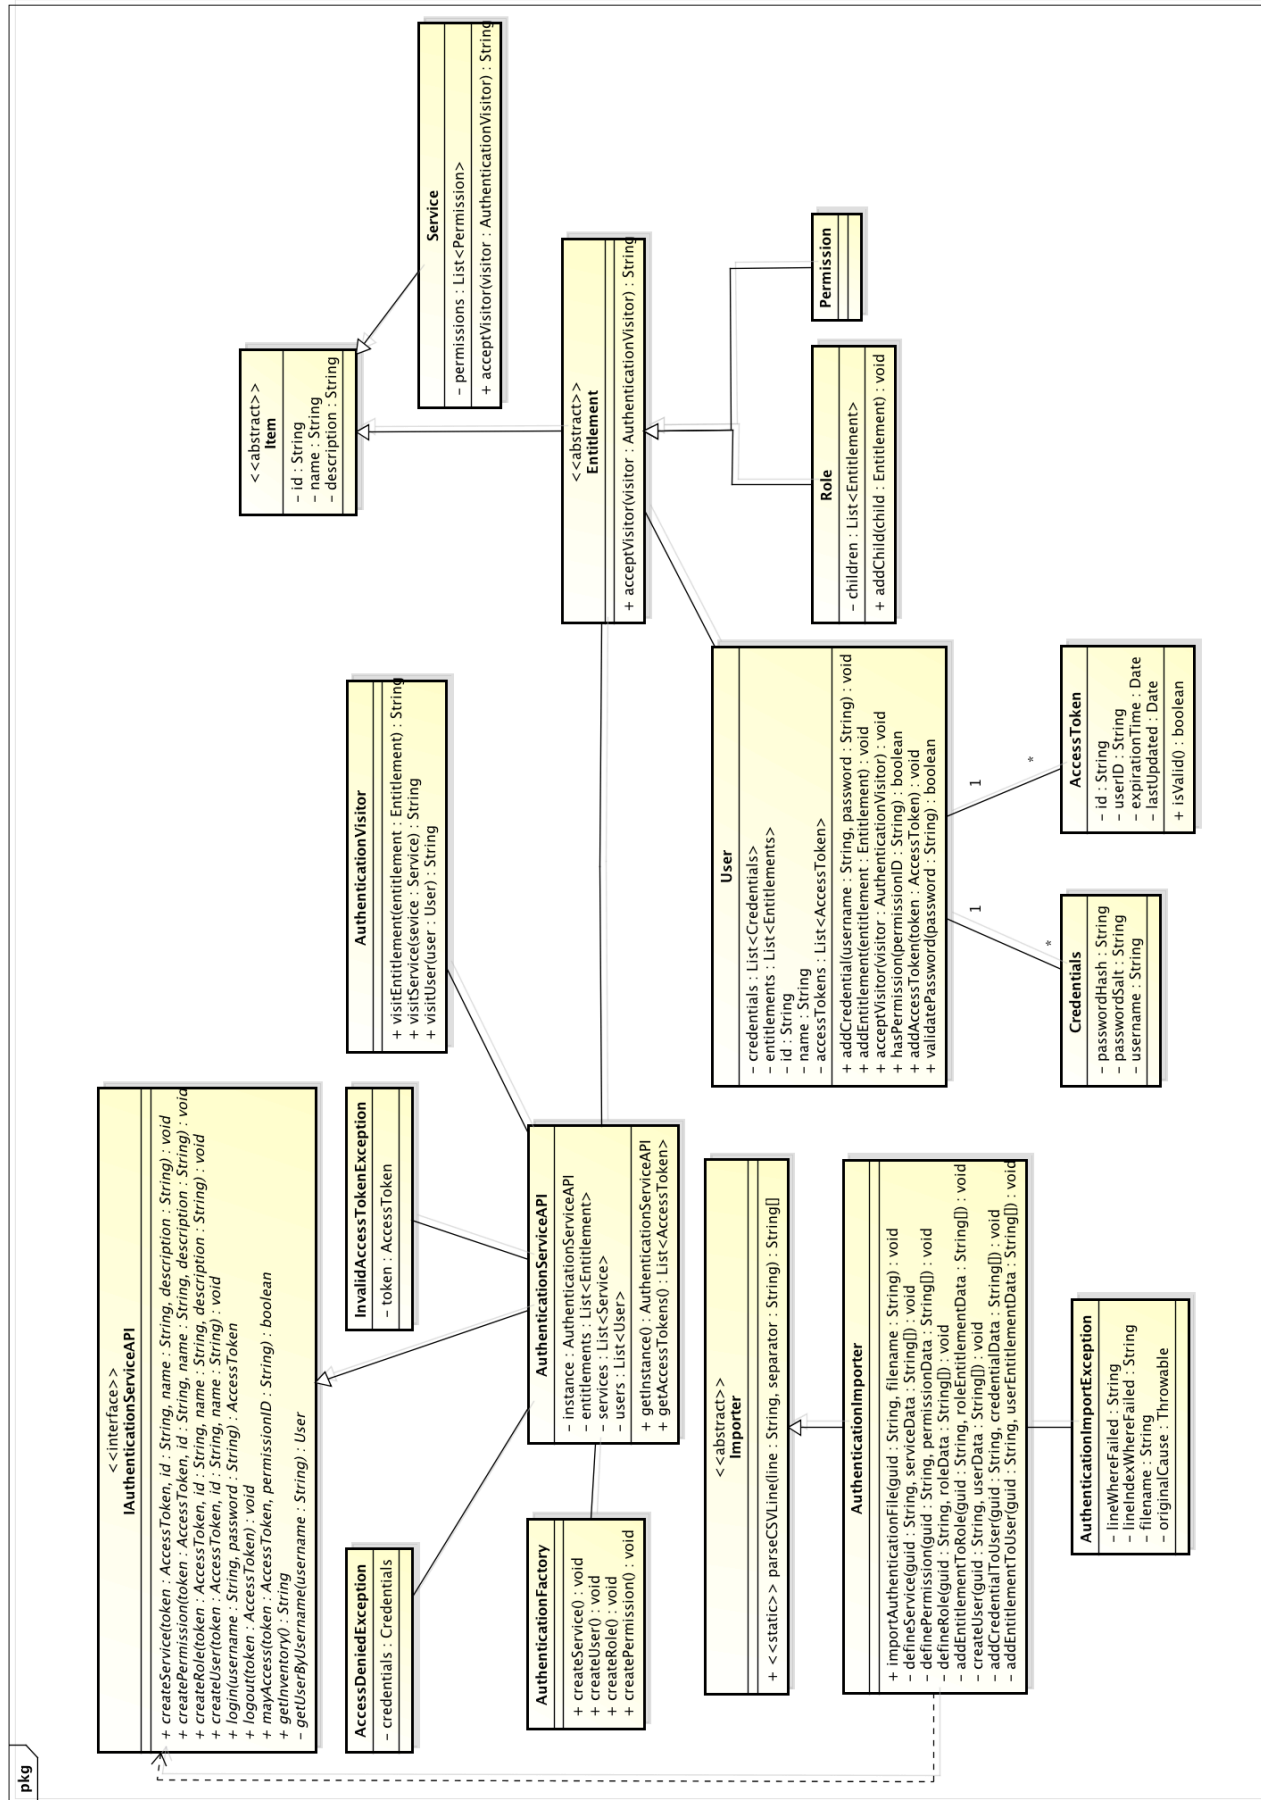 pkg
<<interface>>
IAuthenticationServiceAPI
+ createService(token : AccessToken, id : String, name : String, description : String) : void
+ createPermission(token : AccessToken, id : String, name : String, description : String) : void
+ createRole(token : AccessToken, id : String, name : String, description : String) : void
+ createUser(token : AccessToken, id : String, name : String) : void
+ login(username : String, password : String) : AccessToken
+ logout(token : AccessToken) : void
+ mayAccess(token : AccessToken, permissionID : String) : boolean
+ getInventory() : String
- getUserByUsername(username : String) : User
AccessDeniedException
- credentials : Credentials
InvalidAccessTokenException
- token : AccessToken
AuthenticationVisitor
+ visitEntitlement(entitlement : Entitlement) : String
+ visitService(sevice : Service) : String
+ visitUser(user : User) : String
<<abstract>>
Item
- id : String
- name : String
- description : String
Service
- permissions : List<Permission>
+ acceptVisitor(visitor : AuthenticationVisitor) : String
AuthenticationFactory
+ createService() : void
+ createUser() : void
+ createRole() : void
+ createPermission() : void
AuthenticationServiceAPI
- instance : AuthenticationServiceAPI
- entitlements : List<Entitlement>
- services : List<Service>
- users : List<User>
+ getInstance() : AuthenticationServiceAPI
+ getAccessTokens() : List<AccessToken>
<<abstract>>
Entitlement
+ acceptVisitor(visitor : AuthenticationVisitor) : String
<<abstract>>
Importer
+ <<static>> parseCSVLine(line : String, separator : String) : String[]
User
- credentials : List<Credentials>
- entitlements : List<Entitlements>
- id : String
- name : String
- accessTokens : List<AccessToken>
+ addCredential(username : String, password : String) : void
+ addEntitlement(entitlement : Entitlement) : void
+ acceptVisitor(visitor : AuthenticationVisitor) : void
+ hasPermission(permissionID : String) : boolean
+ addAccessToken(token : AccessToken) : void
+ validatePassword(password : String) : boolean
Role
- children : List<Entitlement>
+ addChild(child : Entitlement) : void
Permission
AuthenticationImporter
+ importAuthenticationFile(guid : String, filename : String) : void
- defineService(guid : String, serviceData : String[]) : void
- definePermission(guid : String, permissionData : String[]) : void
- defineRole(guid : String, roleData : String[]) : void
- addEntitlementToRole(guid : String, roleEntitlementData : String[]) : void
- createUser(guid : String, userData : String[]) : void
- addCredentialToUser(guid : String, credentialData : String[]) : void
- addEntitlementToUser(guid : String, userEntitlementData : String[]) : void
1
*
1
*
Credentials
- passwordHash : String
- passwordSalt : String
- username : String
AccessToken
- id : String
- userID : String
- expirationTime : Date
- lastUpdated : Date
+ isValid() : boolean
AuthenticationImportException
- lineWhereFailed : String
- lineIndexWhereFailed : String
- filename : String
- originalCause : Throwable